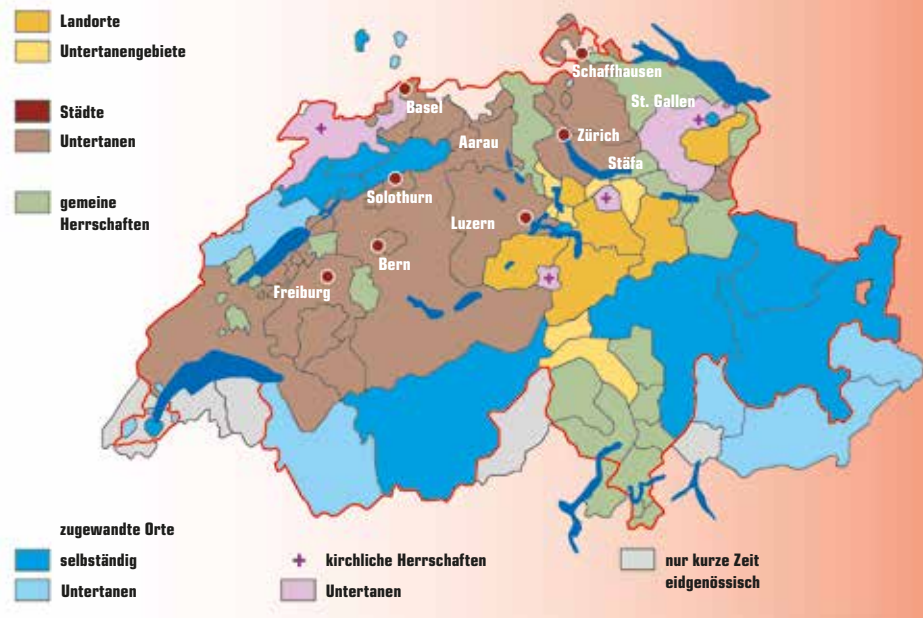 Landorte
Untertanengebiete
Städte
Untertanen
gemeine
Herrschaften
Schaffhausen
Basel
St. Gallen
Aarau
Zürich
Stäfa
Solothurn
Luzern
Bern
Freiburg
zugewandte Orte
selbständig
Untertanen
kirchliche Herrschaften
Untertanen
nur kurze Zeit
eidgenössisch